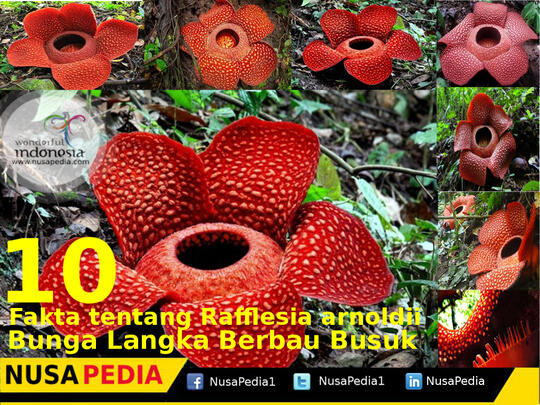 wonderful
indonesia
www.nusapedia.com
10
Fakta tentang Rafflesia arnoldii
Bunga Langka Berbau Busuk
NUSA PEDIA
NusaPedia1
NusaPedia1
NusaPedia